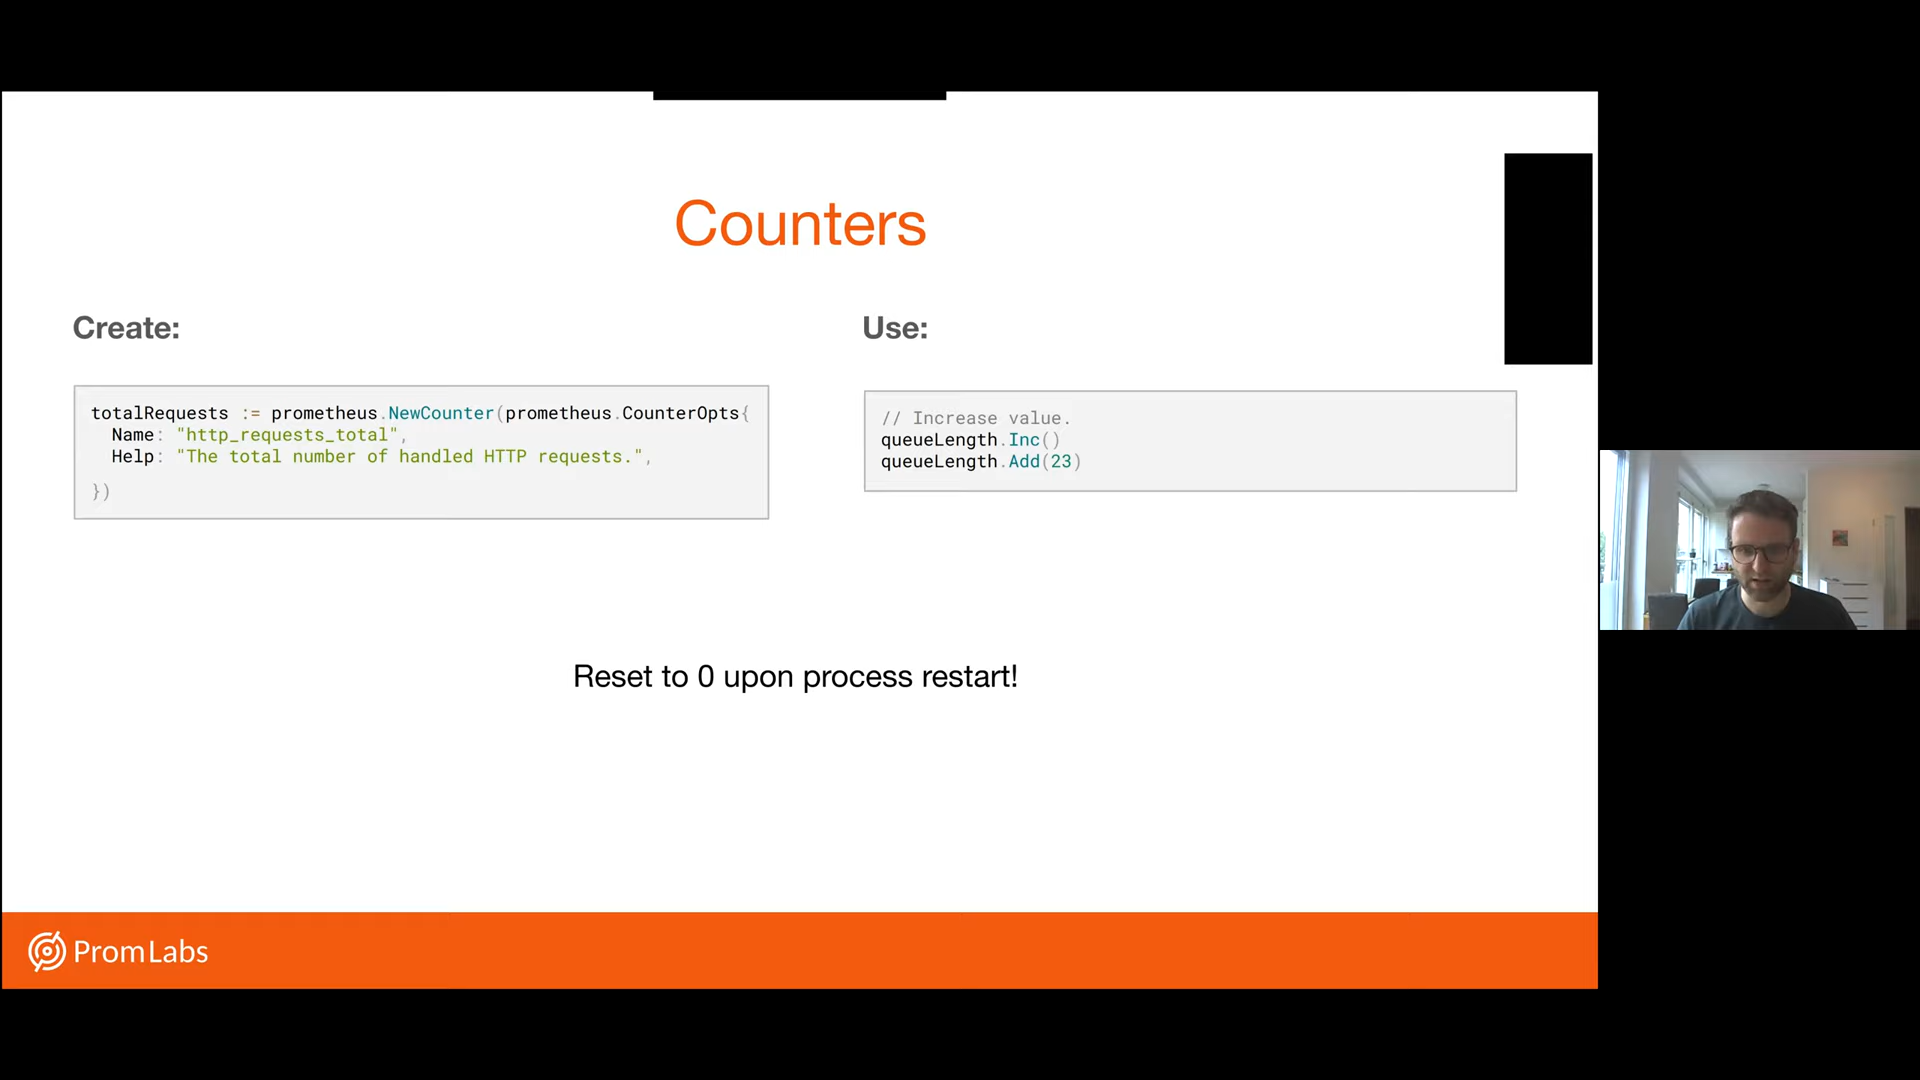 Counters
Create:
totalRequests := prometheus.NewCounter(prometheus.CounterOpts{
  Name: "http_requests_total",
  Help: "The total number of handled HTTP requests.",
})
Use:
// Increase value.
queueLength.Inc()
queueLength.Add(23)
Reset to 0 upon process restart!
PromLabs